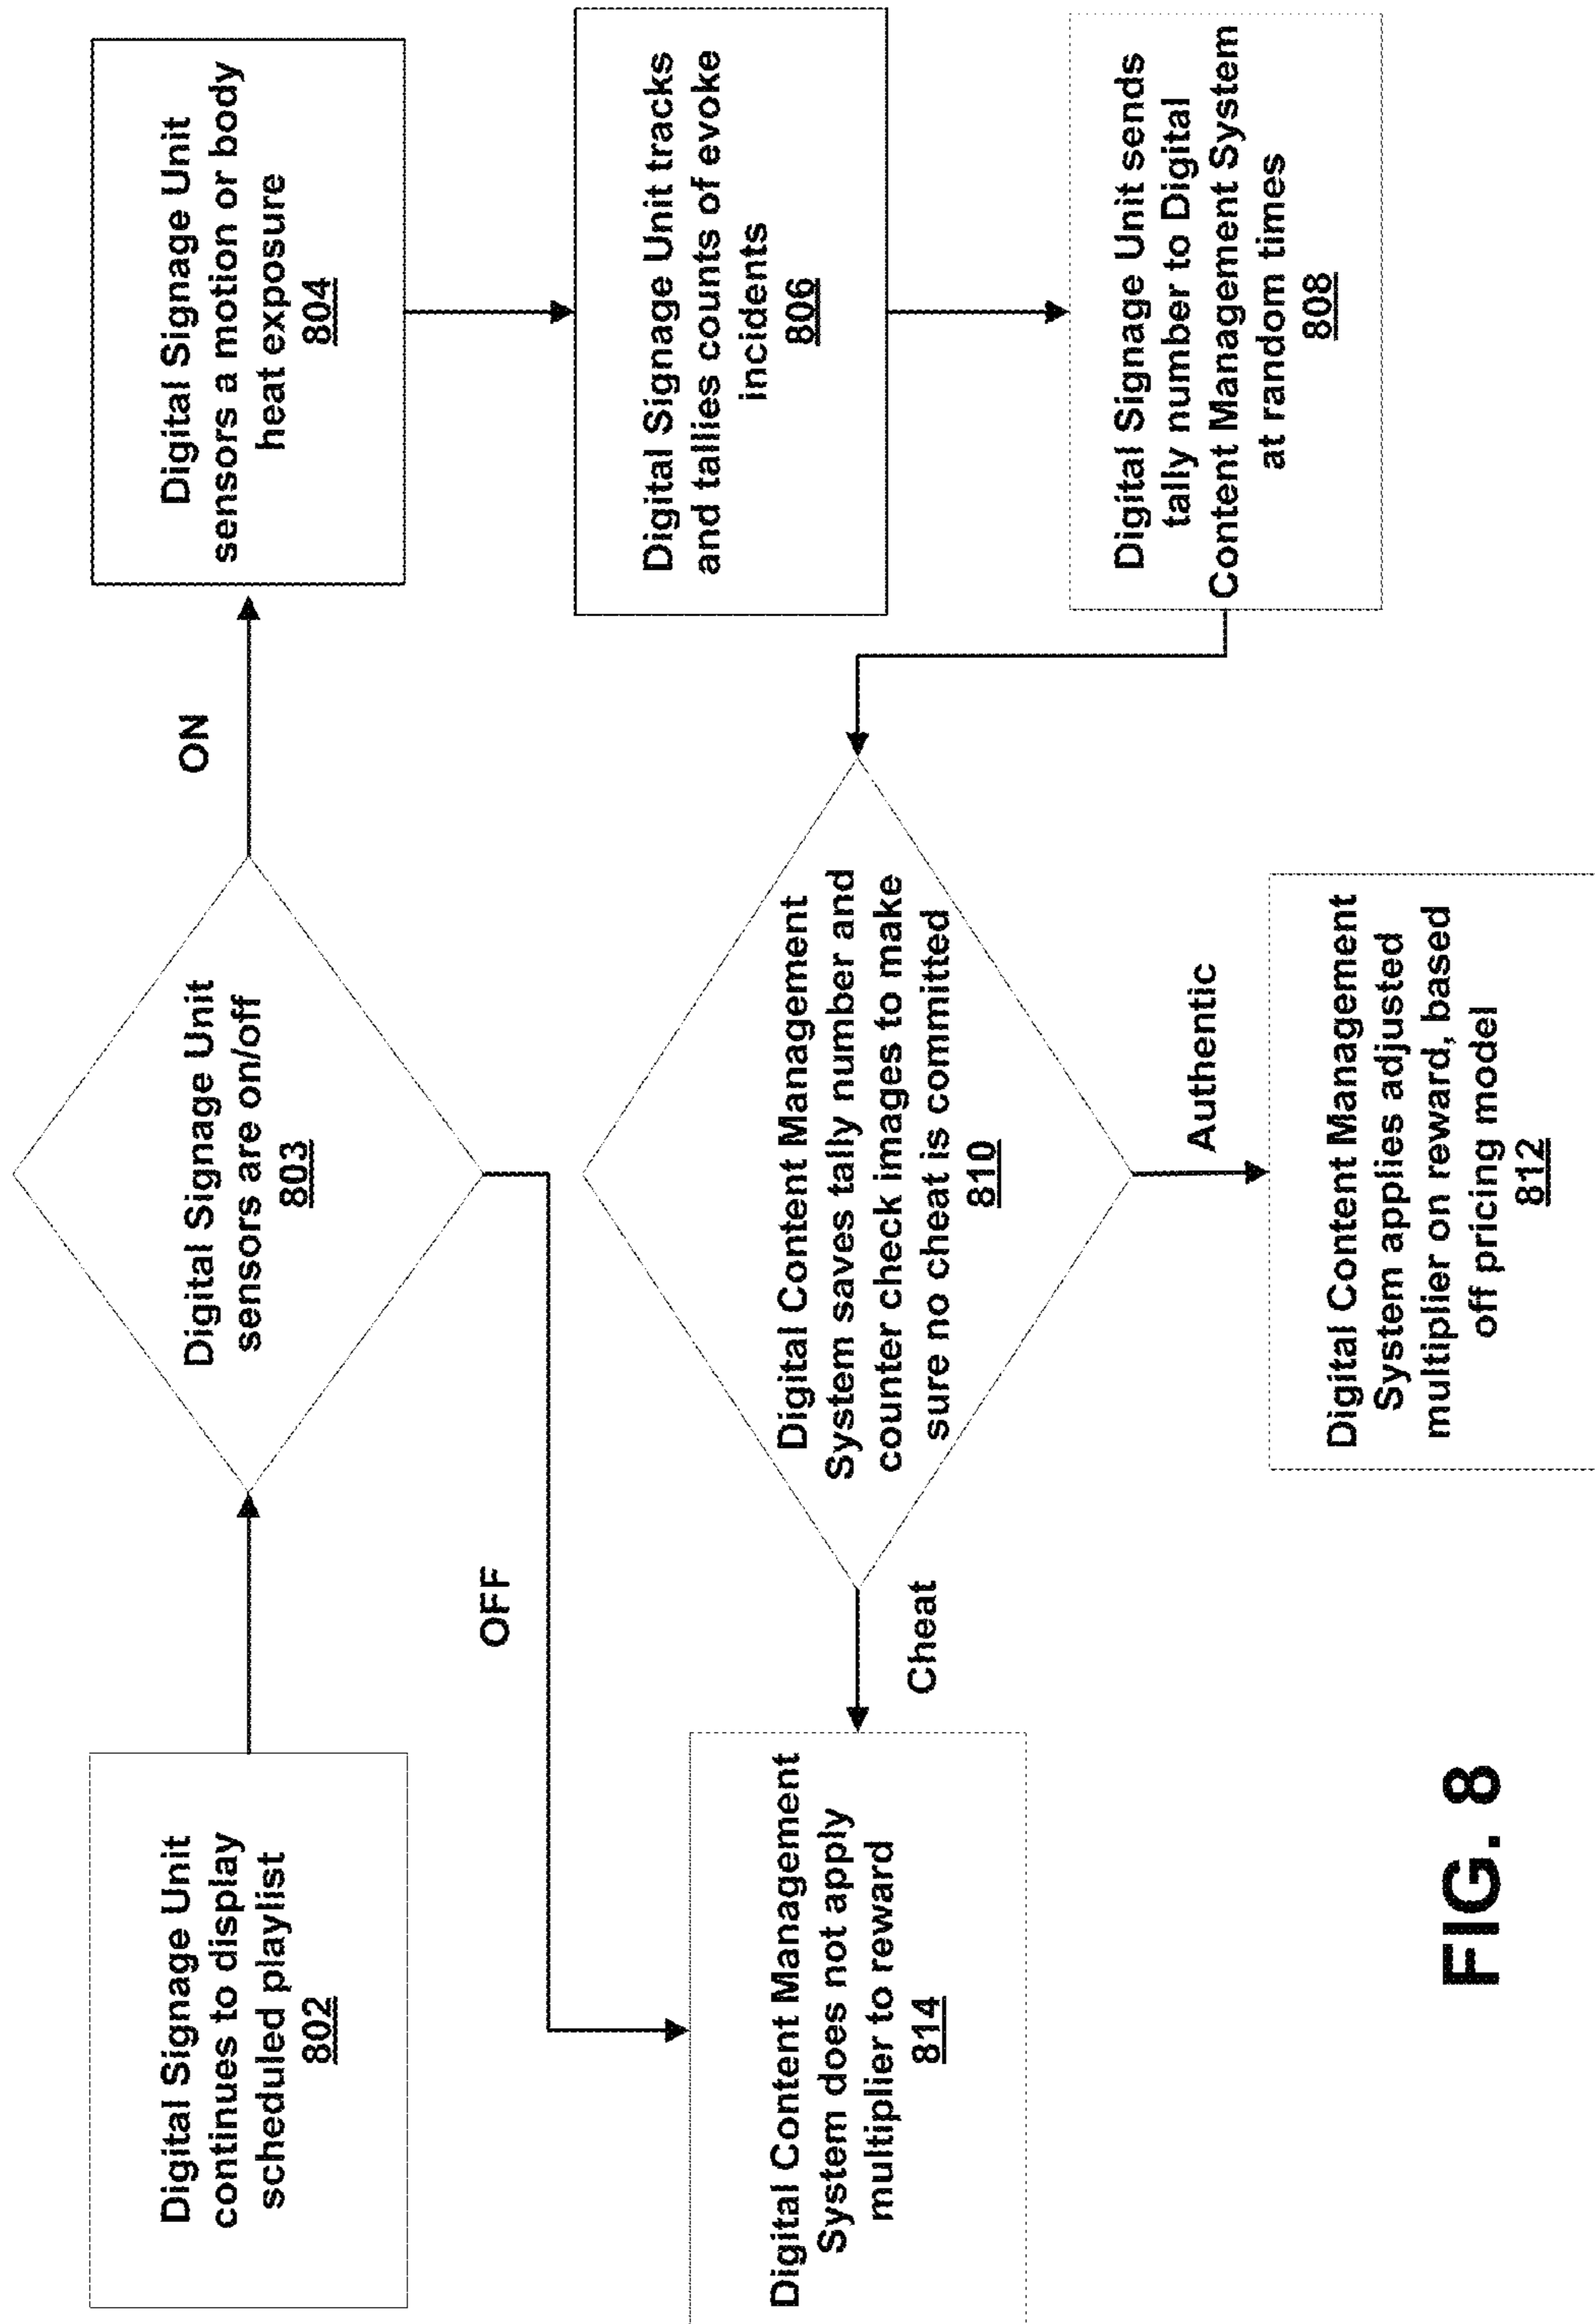 Digital Signage Unit
continues to display
scheduled playlist
802
Digital Signage Unit
sensors are on/off
803
ON
Digital Signage Unit
sensors a motion or body
heat exposure
804
OFF
Digital Signage Unit tracks
and tallies counts of evoke
incidents
806
Digital Signage Unit sends
tally number to Digital
Content Management System
at random times
808
Digital Content Management
System saves tally number and
counter check images to make
sure no cheat is committed
810
Cheat
Authentic
Digital Content Management
System does not apply
multiplier to reward
814
Digital Content Management
System applies adjusted
multiplier on reward, based
off pricing model
812
FIG. 8